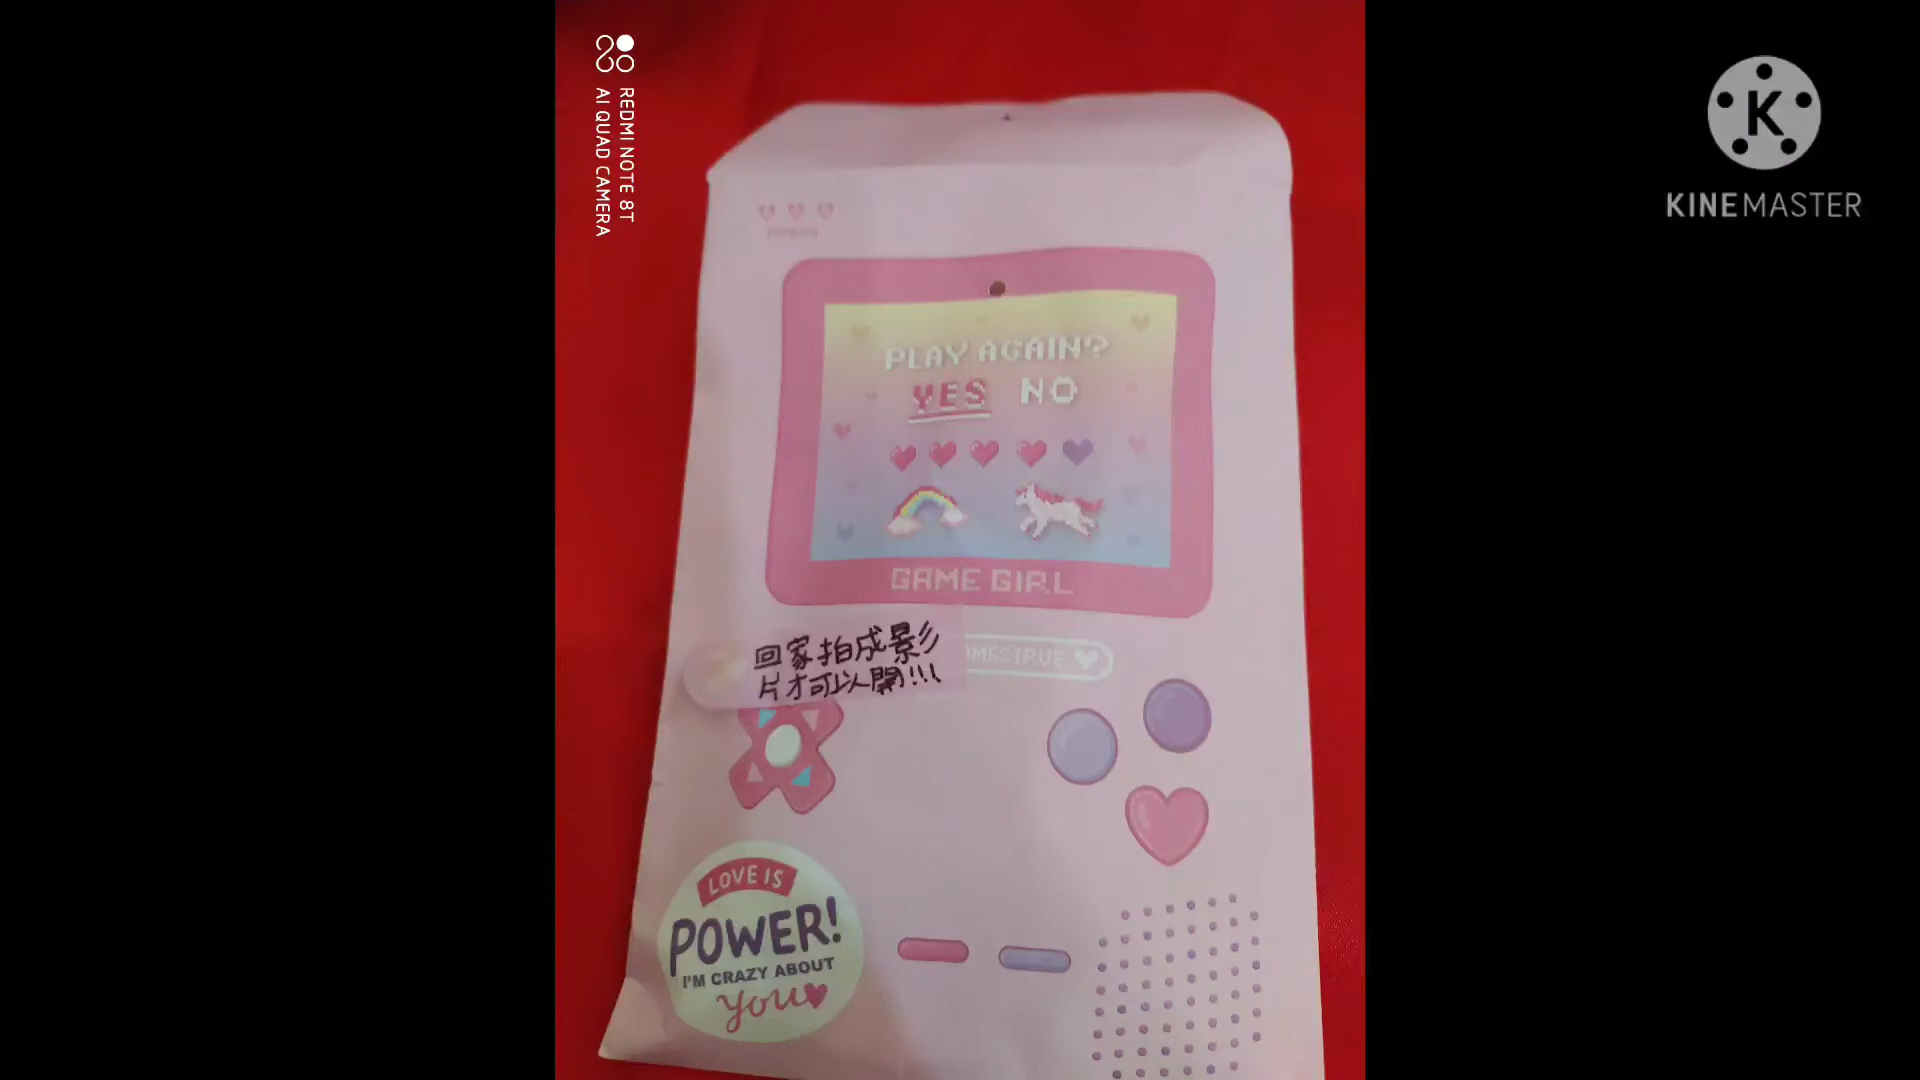 REDMI NOTE 8T
AI QUAD CAMERA
KINEMASTER
POWER
PLAY AGAIN?
YES NO
GAME GIRL
回家拍成影
片才可以開!!!
LOVE IS
POWER!
I'M CRAZY ABOUT
you